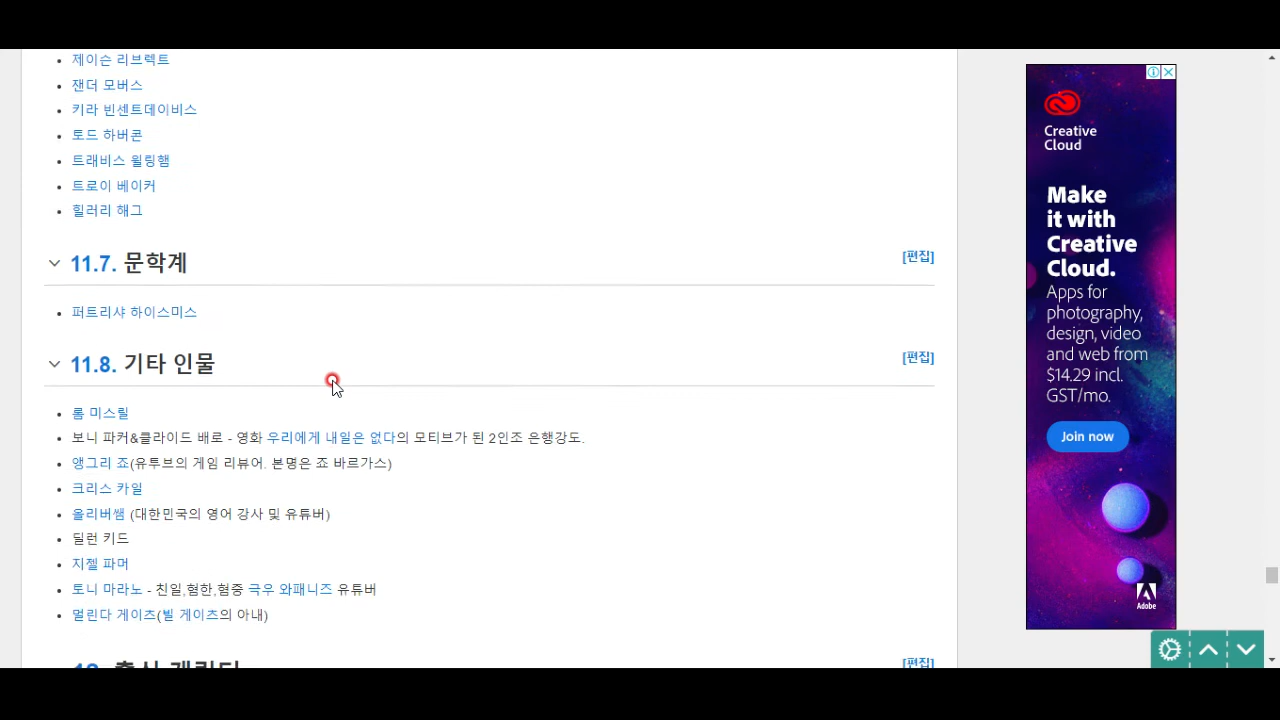 제이슨 리브렉트
잰더 모버스
키라 빈센트데이비스
토드 하버콘
트래비스 윌링햄
트로이 베이커
힐러리 해그
11.7. 문학계
[편집]
퍼트리샤 하이스미스
11.8. 기타 인물
[편집]
롬 미스릴
보니 파커&클라이드 배로 - 영화 우리에게 내일은 없다의 모티브가 된 2인조 은행강도.
앵그리 죠(유투브의 게임 리뷰어. 본명은 죠 바르가스)
크리스 카일
올리버쌤 (대한민국의 영어 강사 및 유튜버)
딜런 키드
지젤 파머
토니 마라노 - 친일,혐한,혐중 극우 와패니즈 유튜버
멀린다 게이츠(빌 게이츠의 아내)
[편집]
Creative
Cloud
Make
it with
Creative
Cloud.
Apps for
photography,
design, video
and web from
$14.29 incl.
GST/mo.
Join now
Adobe